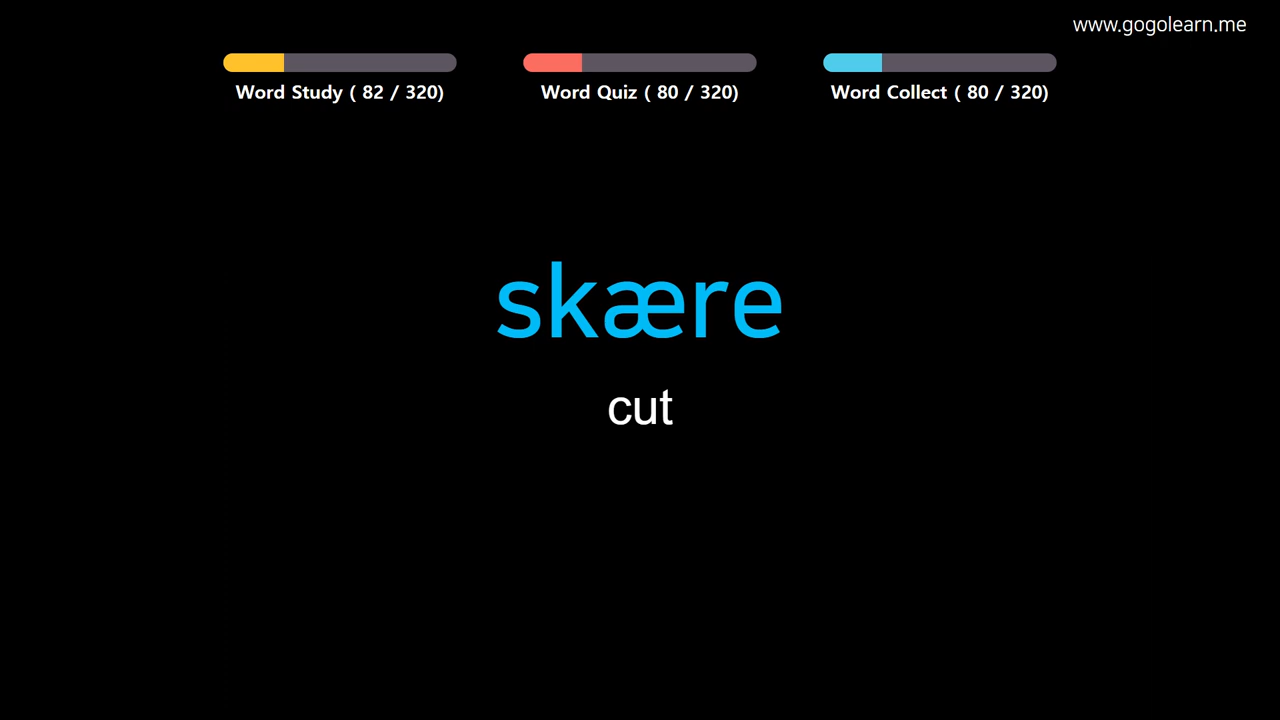 www.gogolearn.me
Word Study ( 82 / 320)
Word Quiz ( 80 / 320)
Word Collect ( 80 / 320)
skære
cut